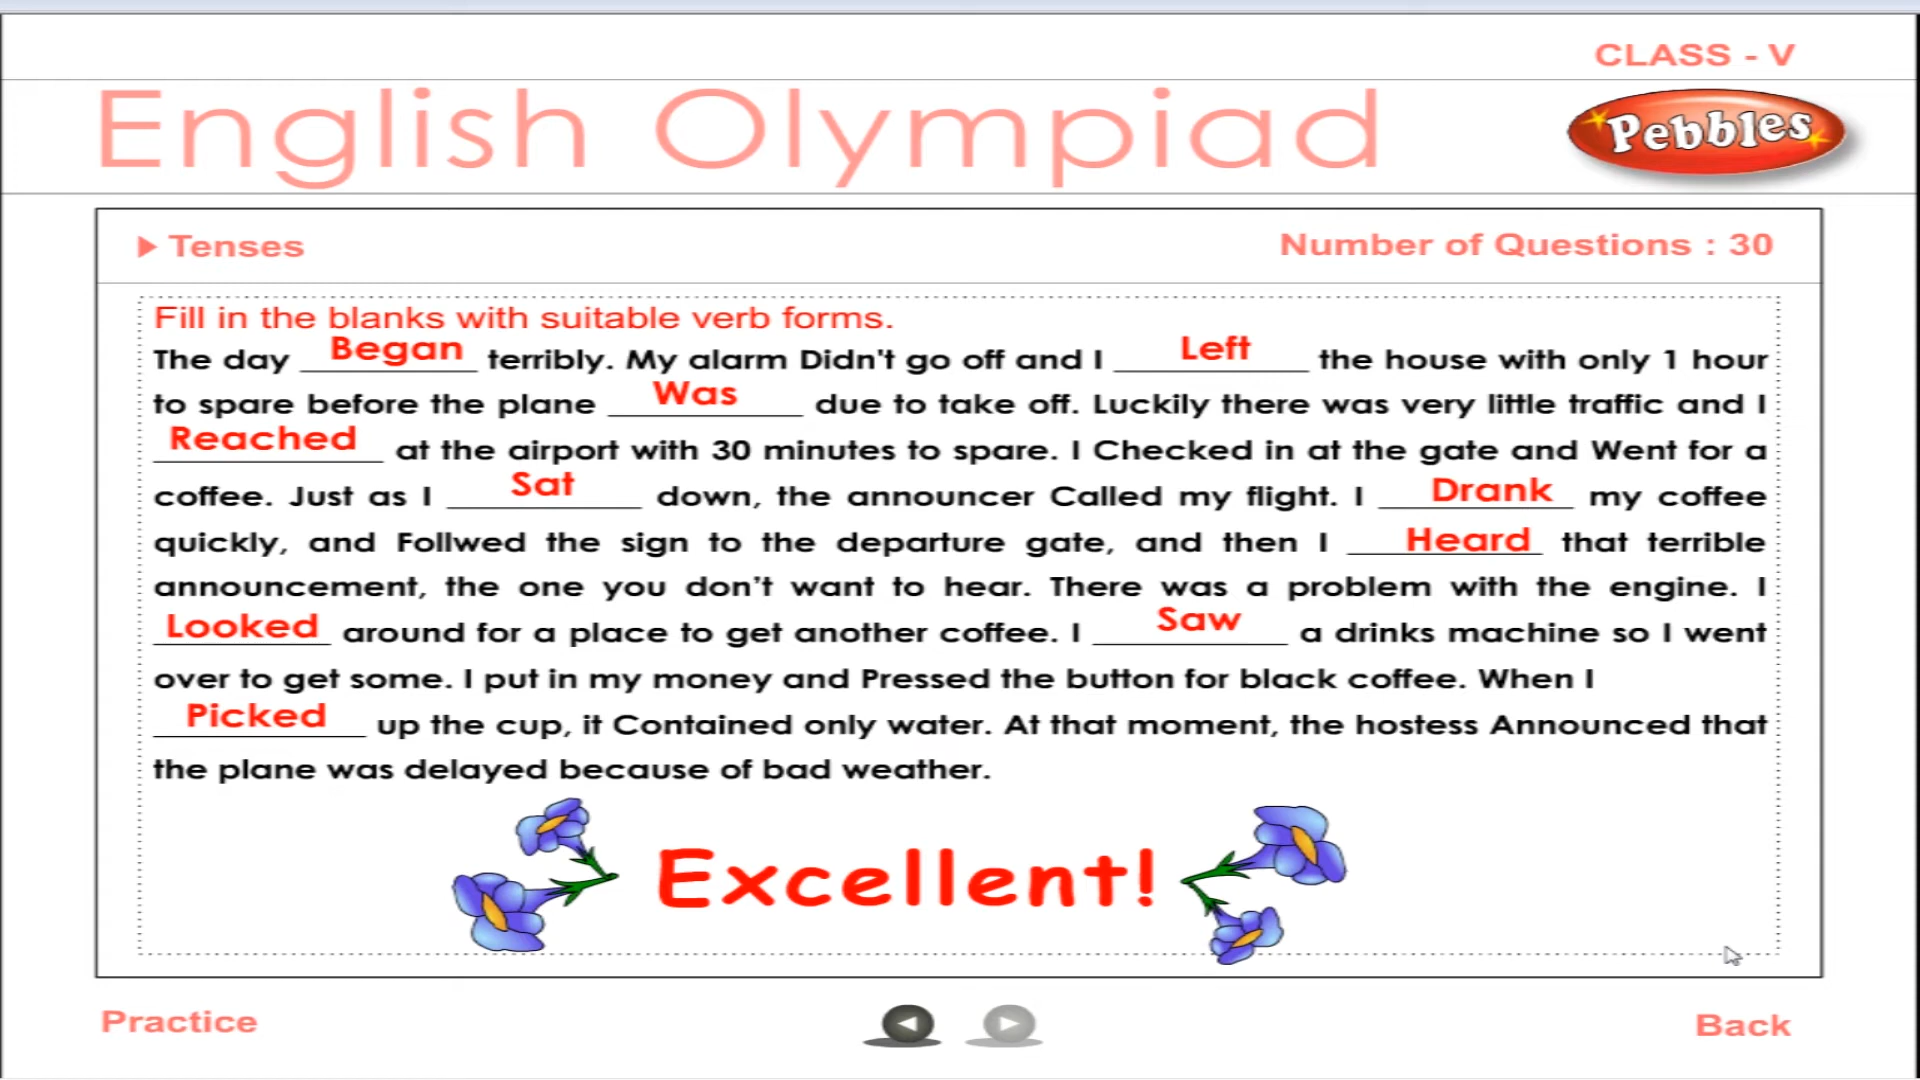 CLASS - V
English Olympiad
Pebbles
Tenses Number of Questions : 30
Fill in the blanks with suitable verb forms.
The day Began terribly. My alarm Didn't go off and I Left the house with only 1 hour
to spare before the plane Was due to take off. Luckily there was very little traffic and I
Reached at the airport with 30 minutes to spare. I Checked in at the gate and Went for a
coffee. Just as I Sat down, the announcer Called my flight. I Drank my coffee
quickly, and Follwed the sign to the departure gate, and then I Heard that terrible
announcement, the one you don’t want to hear. There was a problem with the engine. I
Looked around for a place to get another coffee. I Saw a drinks machine so I went
over to get some. I put in my money and Pressed the button for black coffee. When I
Picked up the cup, it Contained only water. At that moment, the hostess Announced that
the plane was delayed because of bad weather.
Excellent!
Practice Back